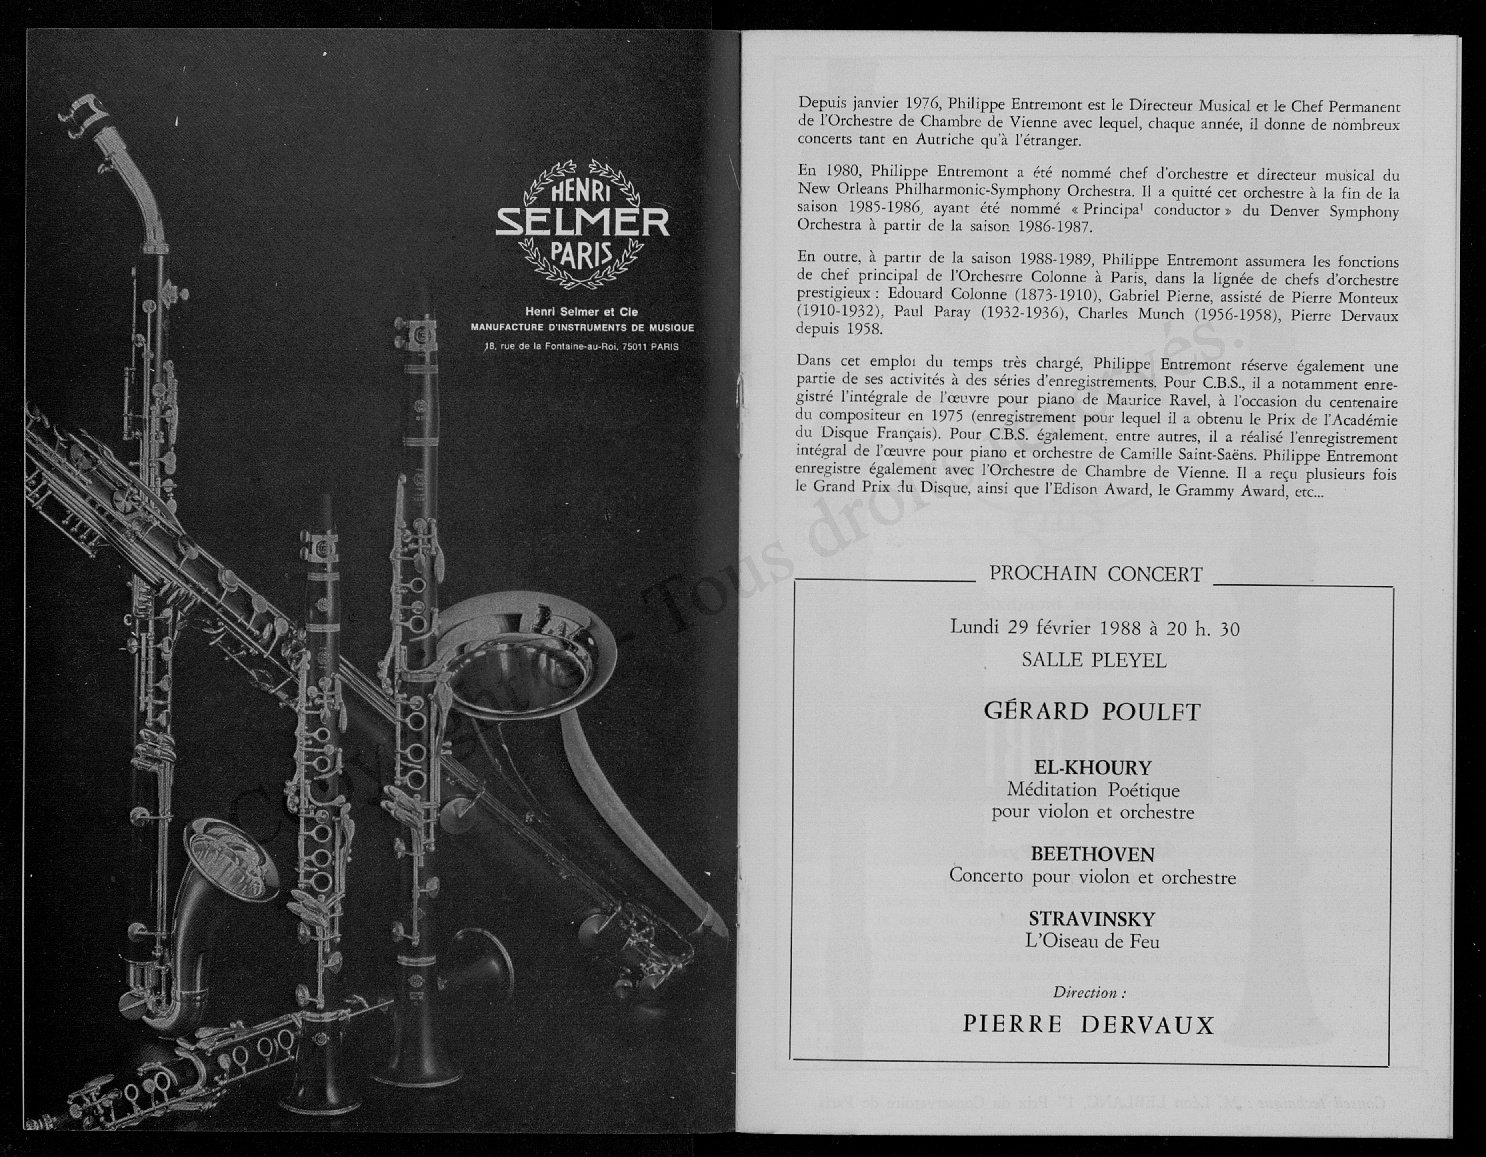 HENRI
SELMER
PARIS
Henri Selmer et Cie
MANUFACTURE D'INSTRUMENTS DE MUSIQUE
18, rue de la Fontaine-au-Roi, 75011 PARIS
Depuis janvier 1976, Philippe Entremont est le Directeur Musical et le Chef Permanent
de l'Orchestre de Chambre de Vienne avec lequel, chaque année, il donne de nombreux
concerts tant en Autriche qu'à l'étranger.
En 1980, Philippe Entremont a été nommé chef d'orchestre et directeur musical du
New Orleans Philharmonic-Symphony Orchestra. Il a quitté cet orchestre à la fin de la
saison 1985-1986, ayant été nommé « Principal conductor » du Denver Symphony
Orchestra à partir de la saison 1986-1987.
En outre, à partir de la saison 1988-1989, Philippe Entremont assumera les fonctions
de chef principal de l'Orchestre Colonne à Paris, dans la lignée de chefs d'orchestre
prestigieux : Edouard Colonne (1873-1910), Gabriel Pierne, assisté de Pierre Monteux
(1910-1932), Paul Paray (1932-1936), Charles Munch (1956-1958), Pierre Dervaux
depuis 1958.
Dans cet emploi du temps très chargé, Philippe Entremont réserve également une
partie de ses activités à des séries d'enregistrements. Pour C.B.S., il a notamment enre-
gistré l'intégrale de l'œuvre pour piano de Maurice Ravel, à l'occasion du centenaire
du compositeur en 1975 (enregistrement pour lequel il a obtenu le Prix de l'Académie
du Disque Français). Pour C.B.S. également, entre autres, il a réalisé l'enregistrement
intégral de l'œuvre pour piano et orchestre de Camille Saint-Saëns. Philippe Entremont
enregistre également avec l'Orchestre de Chambre de Vienne. Il a reçu plusieurs fois
le Grand Prix du Disque, ainsi que l'Edison Award, le Grammy Award, etc...
PROCHAIN CONCERT
Lundi 29 février 1988 à 20 h. 30
SALLE PLEYEL
GÉRARD POULET
EL-KHOURY
Méditation Poétique
pour violon et orchestre
BEETHOVEN
Concerto pour violon et orchestre
STRAVINSKY
L'Oiseau de Feu
Direction :
PIERRE DERVAUX
Copyright - Tous droits réservés.